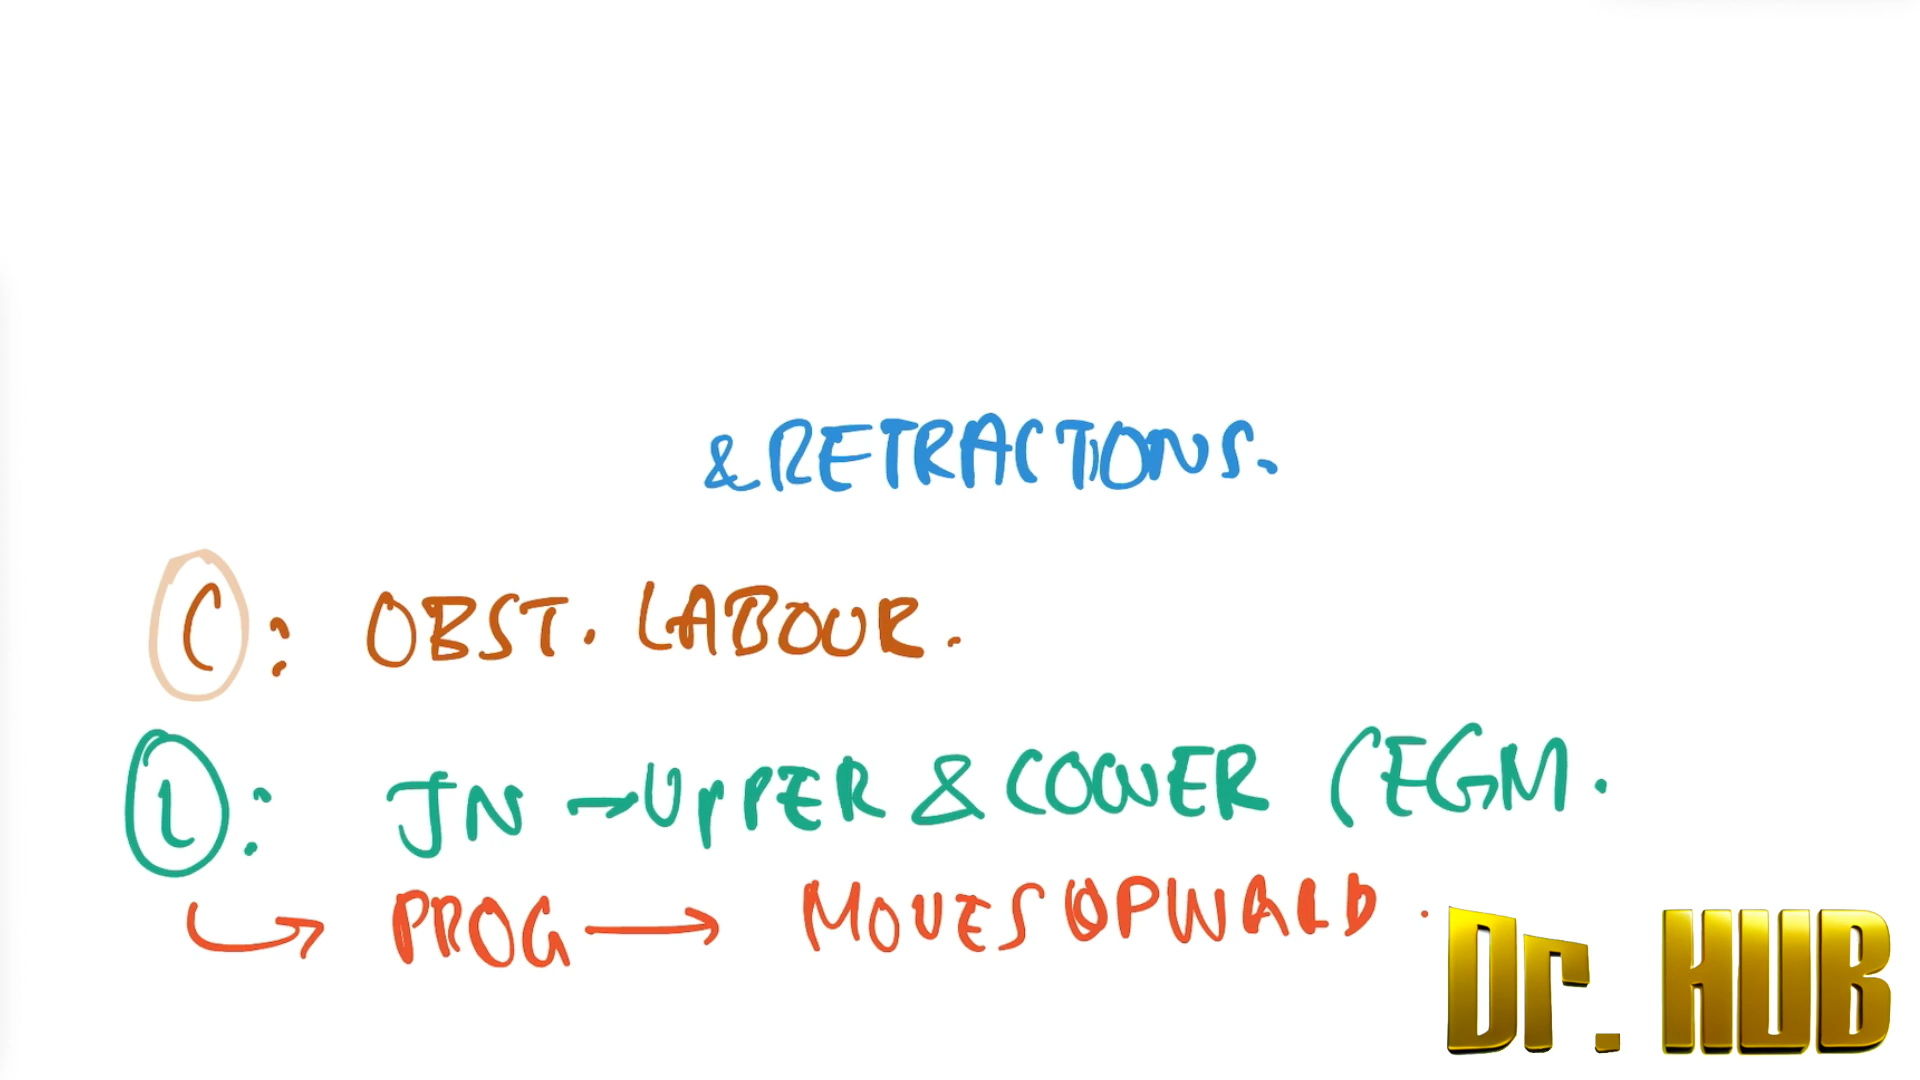 & RETRACTIONS.
C : OBST. LABOUR.
L : JN → UPPER & LOWER SEGM.
↳ PROG → MOVES UPWARD.
Dr. HUB